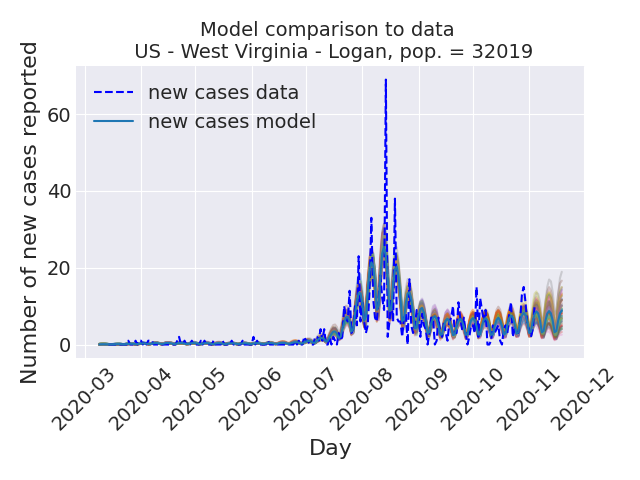 Model comparison to data
US - West Virginia - Logan, pop. = 32019
Number of new cases reported
60
40
20
0
new cases data
new cases model
2020-03
2020-04
2020-05
2020-06
2020-07
2020-08
2020-09
2020-10
2020-11
2020-12
Day